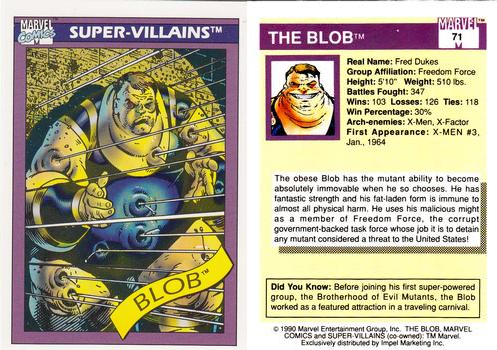 MARVEL
COMICS
SUPER-VILLAINS™
BLOB™
MARVEL™
THE BLOB™
71
Real Name: Fred Dukes
Group Affiliation: Freedom Force
Height: 5'10" Weight: 510 lbs.
Battles Fought: 347
Wins: 103 Losses: 126 Ties: 118
Win Percentage: 30%
Arch-enemies: X-Men, X-Factor
First Appearance: X-MEN #3,
Jan., 1964
The obese Blob has the mutant ability to become
absolutely immovable when he so chooses. He has
fantastic strength and his fat-laden form is immune to
almost all physical harm. He uses his malicious might
as a member of Freedom Force, the corrupt
government-backed task force whose job it is to detain
any mutant considered a threat to the United States!
Did You Know: Before joining his first super-powered
group, the Brotherhood of Evil Mutants, the Blob
worked as a featured attraction in a traveling carnival.
© 1990 Marvel Entertainment Group, Inc. THE BLOB, MARVEL
COMICS and SUPER-VILLAINS (co-owned): TM Marvel.
Exclusively distributed by Impel Marketing Inc.